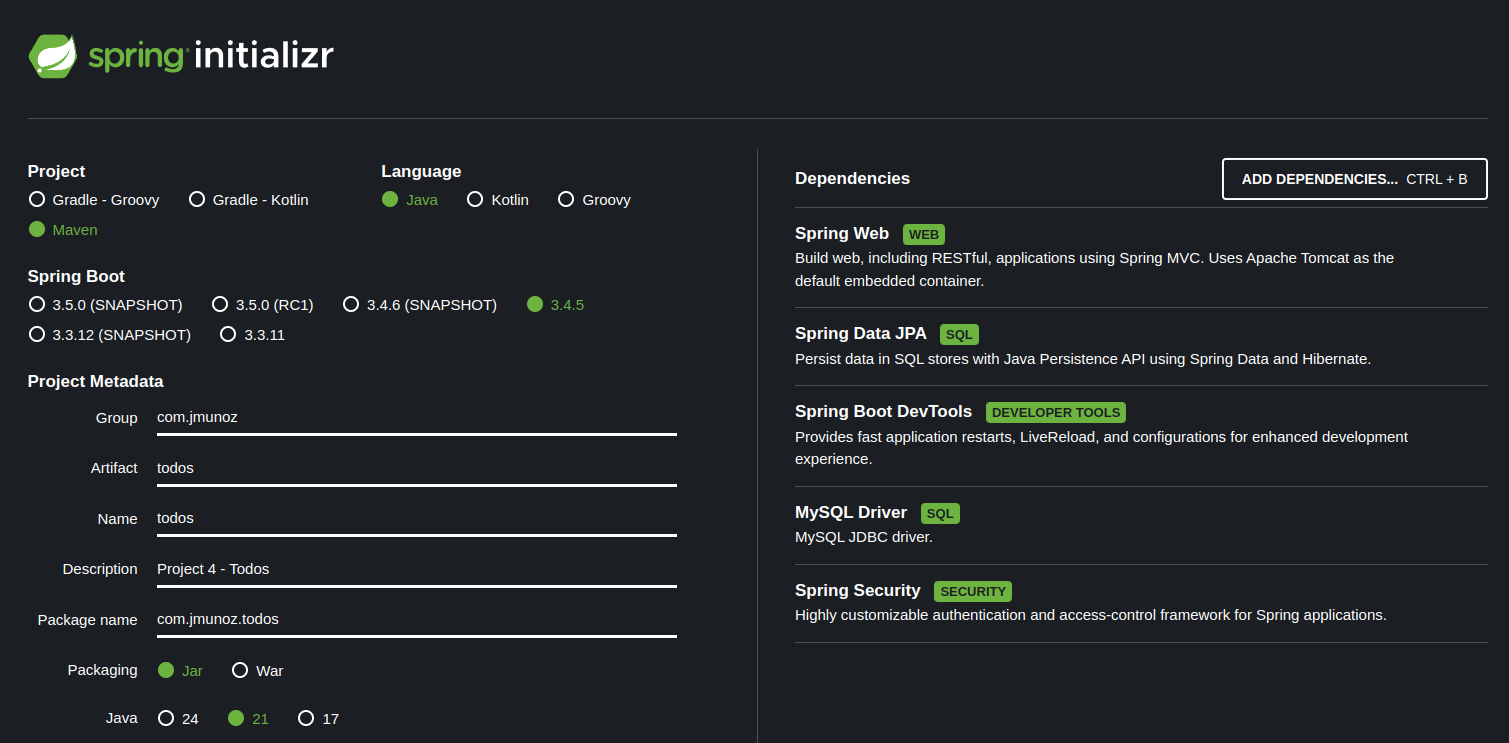 spring initializr
Project
Gradle - Groovy Gradle - Kotlin
Maven
Language
Java Kotlin Groovy
Spring Boot
3.5.0 (SNAPSHOT) 3.5.0 (RC1) 3.4.6 (SNAPSHOT) 3.4.5
3.3.12 (SNAPSHOT) 3.3.11
Project Metadata
Group com.jmunoz
Artifact todos
Name todos
Description Project 4 - Todos
Package name com.jmunoz.todos
Packaging Jar War
Java 24 21 17
Dependencies ADD DEPENDENCIES... CTRL + B
Spring Web WEB
Build web, including RESTful, applications using Spring MVC. Uses Apache Tomcat as the
default embedded container.
Spring Data JPA SQL
Persist data in SQL stores with Java Persistence API using Spring Data and Hibernate.
Spring Boot DevTools DEVELOPER TOOLS
Provides fast application restarts, LiveReload, and configurations for enhanced development
experience.
MySQL Driver SQL
MySQL JDBC driver.
Spring Security SECURITY
Highly customizable authentication and access-control framework for Spring applications.